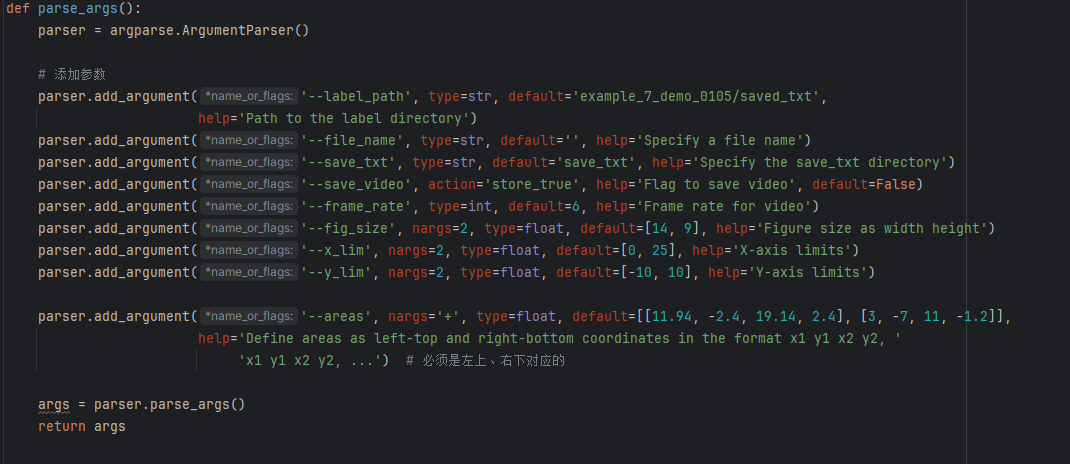 def parse_args():
parser = argparse.ArgumentParser()
# 添加参数
parser.add_argument( *name_or_flags: '--label_path', type=str, default='example_7_demo_0105/saved_txt',
help='Path to the label directory')
parser.add_argument( *name_or_flags: '--file_name', type=str, default='', help='Specify a file name')
parser.add_argument( *name_or_flags: '--save_txt', type=str, default='save_txt', help='Specify the save_txt directory')
parser.add_argument( *name_or_flags: '--save_video', action='store_true', help='Flag to save video', default=False)
parser.add_argument( *name_or_flags: '--frame_rate', type=int, default=6, help='Frame rate for video')
parser.add_argument( *name_or_flags: '--fig_size', nargs=2, type=float, default=[14, 9], help='Figure size as width height')
parser.add_argument( *name_or_flags: '--x_lim', nargs=2, type=float, default=[0, 25], help='X-axis limits')
parser.add_argument( *name_or_flags: '--y_lim', nargs=2, type=float, default=[-10, 10], help='Y-axis limits')
parser.add_argument( *name_or_flags: '--areas', nargs='+', type=float, default=[[11.94, -2.4, 19.14, 2.4], [3, -7, 11, -1.2]],
help='Define areas as left-top and right-bottom coordinates in the format x1 y1 x2 y2, '
'x1 y1 x2 y2, ...') # 必须是左上、右下对应的
args = parser.parse_args()
return args